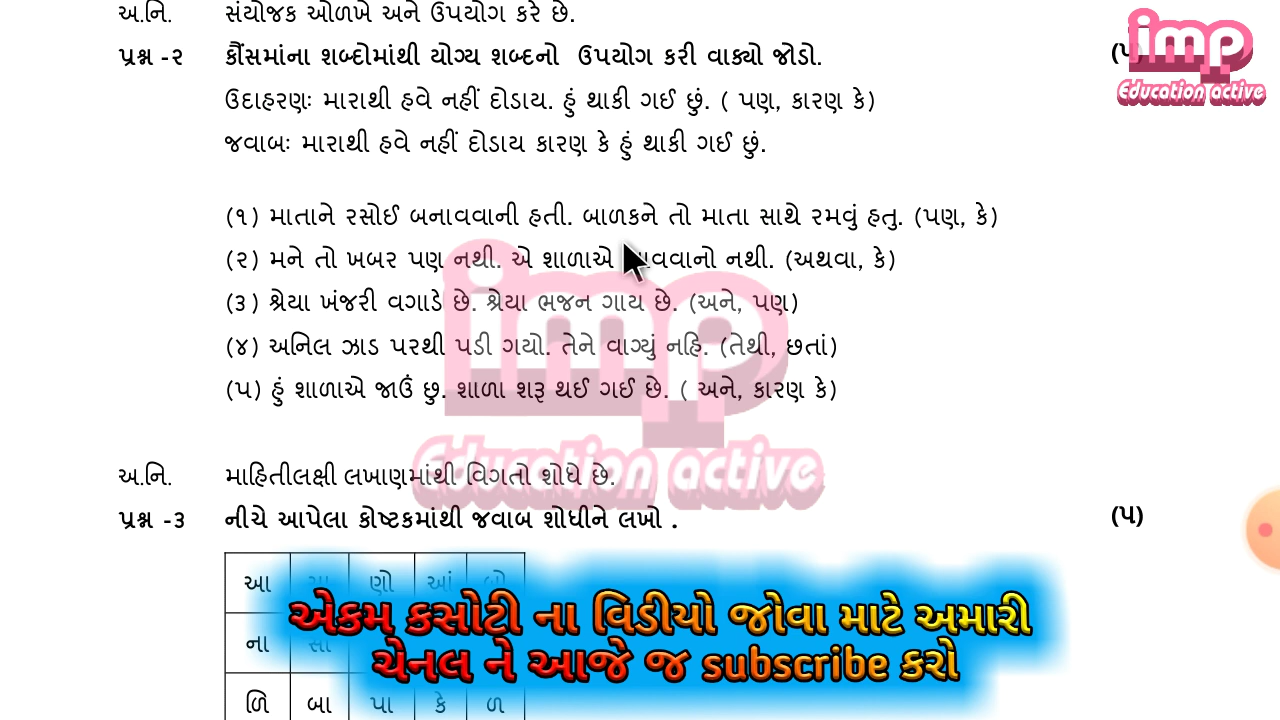 અ.નિ. સંયોજક ઓળખે અને ઉપયોગ કરે છે.
પ્રશ્ન -૨ કૌંસમાંના શબ્દોમાંથી યોગ્ય શબ્દનો ઉપયોગ કરી વાક્યો જોડો. (૫)
imp
Education active
ઉદાહરણઃ મારાથી હવે નહીં દોડાય. હું થાકી ગઈ છું. ( પણ, કારણ કે)
જવાબઃ મારાથી હવે નહીં દોડાય કારણ કે હું થાકી ગઈ છું.
(૧) માતાને રસોઈ બનાવવાની હતી. બાળકને તો માતા સાથે રમવું હતુ. (પણ, કે)
(૨) મને તો ખબર પણ નથી. એ શાળાએ વવાનો નથી. (અથવા, કે)
(૩) શ્રેયા ખંજરી વગાડે છે. શ્રેયા ભજન ગાય છે. (અને, પણ)
(૪) અનિલ ઝાડ પરથી પડી ગયો. તેને વાગ્યું નહિ. (તેથી, છતાં)
(૫) હું શાળાએ જાઉં છુ. શાળા શરૂ થઈ ગઈ છે. ( અને, કારણ કે)
imp
Education active
અ.નિ. માહિતીલક્ષી લખાણમાંથી વિગતો શોધે છે.
પ્રશ્ન -૩ નીચે આપેલા કોષ્ટકમાંથી જવાબ શોધીને લખો . (૫)
આ ણો આં બો
ના સા
એકમ કસોટી ના વિડીયો જોવા માટે અમારી
ચેનલ ને આજે જ subscribe કરો
ળિ બા પા કે ળ